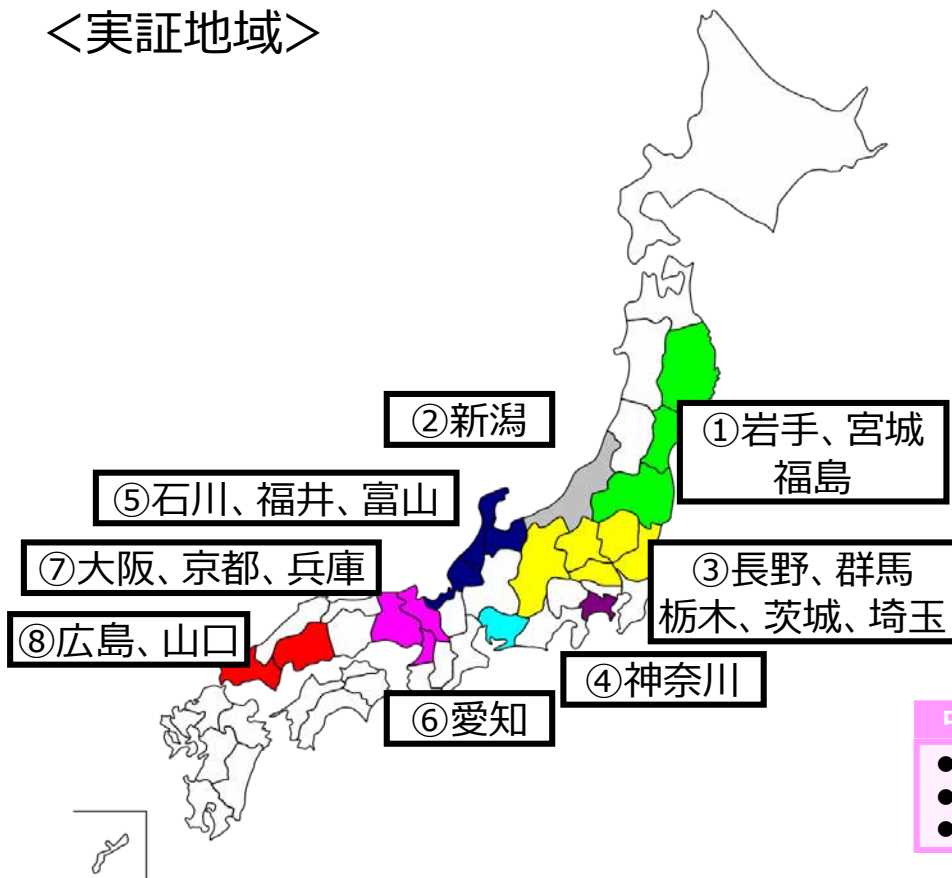 ＜実証地域＞
②新潟
①岩手、宮城
福島
⑤石川、福井、富山
⑦大阪、京都、兵庫
③長野、群馬
栃木、茨城、埼玉
⑧広島、山口
④神奈川
⑥愛知